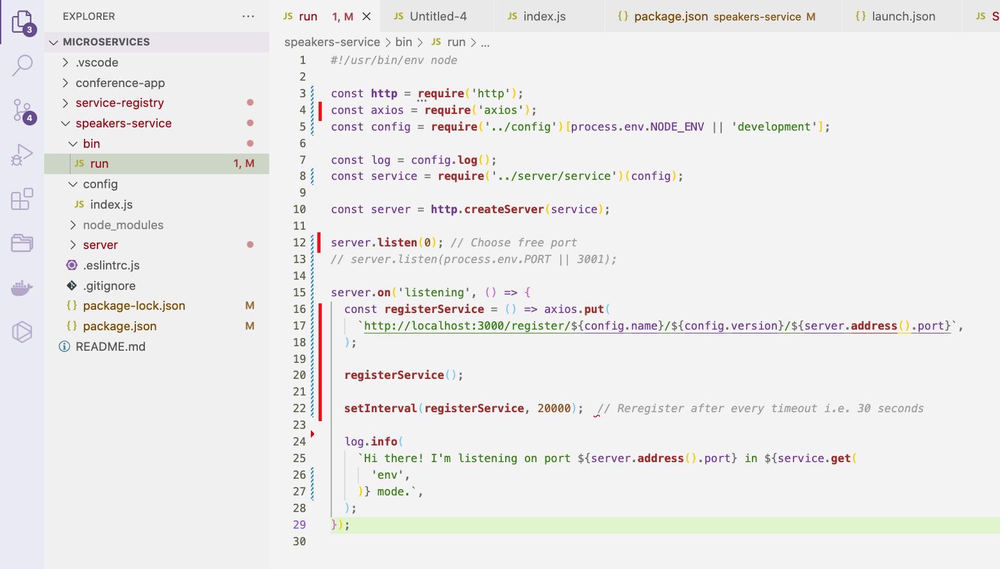 EXPLORER ...
3
MICROSERVICES
.vscode
conference-app
service-registry
4
speakers-service
bin
JS run 1, M
config
JS index.js
node_modules
server
.eslintrc.js
.gitignore
{} package-lock.json M
{} package.json M
README.md
JS run 1, M JS Untitled-4 JS index.js {} package.json speakers-service M {} launch.json JS S
speakers-service > bin > JS run > ...
1 #!/usr/bin/env node
2
3 const http = require('http');
4 const axios = require('axios');
5 const config = require('../config')[process.env.NODE_ENV || 'development'];
6
7 const log = config.log();
8 const service = require('../server/service')(config);
9
10 const server = http.createServer(service);
11
12 server.listen(0); // Choose free port
13 // server.listen(process.env.PORT || 3001);
14
15 server.on('listening', () => {
16 const registerService = () => axios.put(
17 `http://localhost:3000/register/${config.name}/${config.version}/${server.address().port}`,
18 );
19
20 registerService();
21
22 setInterval(registerService, 20000); // Reregister after every timeout i.e. 30 seconds
23
24 log.info(
25 `Hi there! I'm listening on port ${server.address().port} in ${service.get(
26 'env',
27 )} mode.`,
28 );
29 });
30